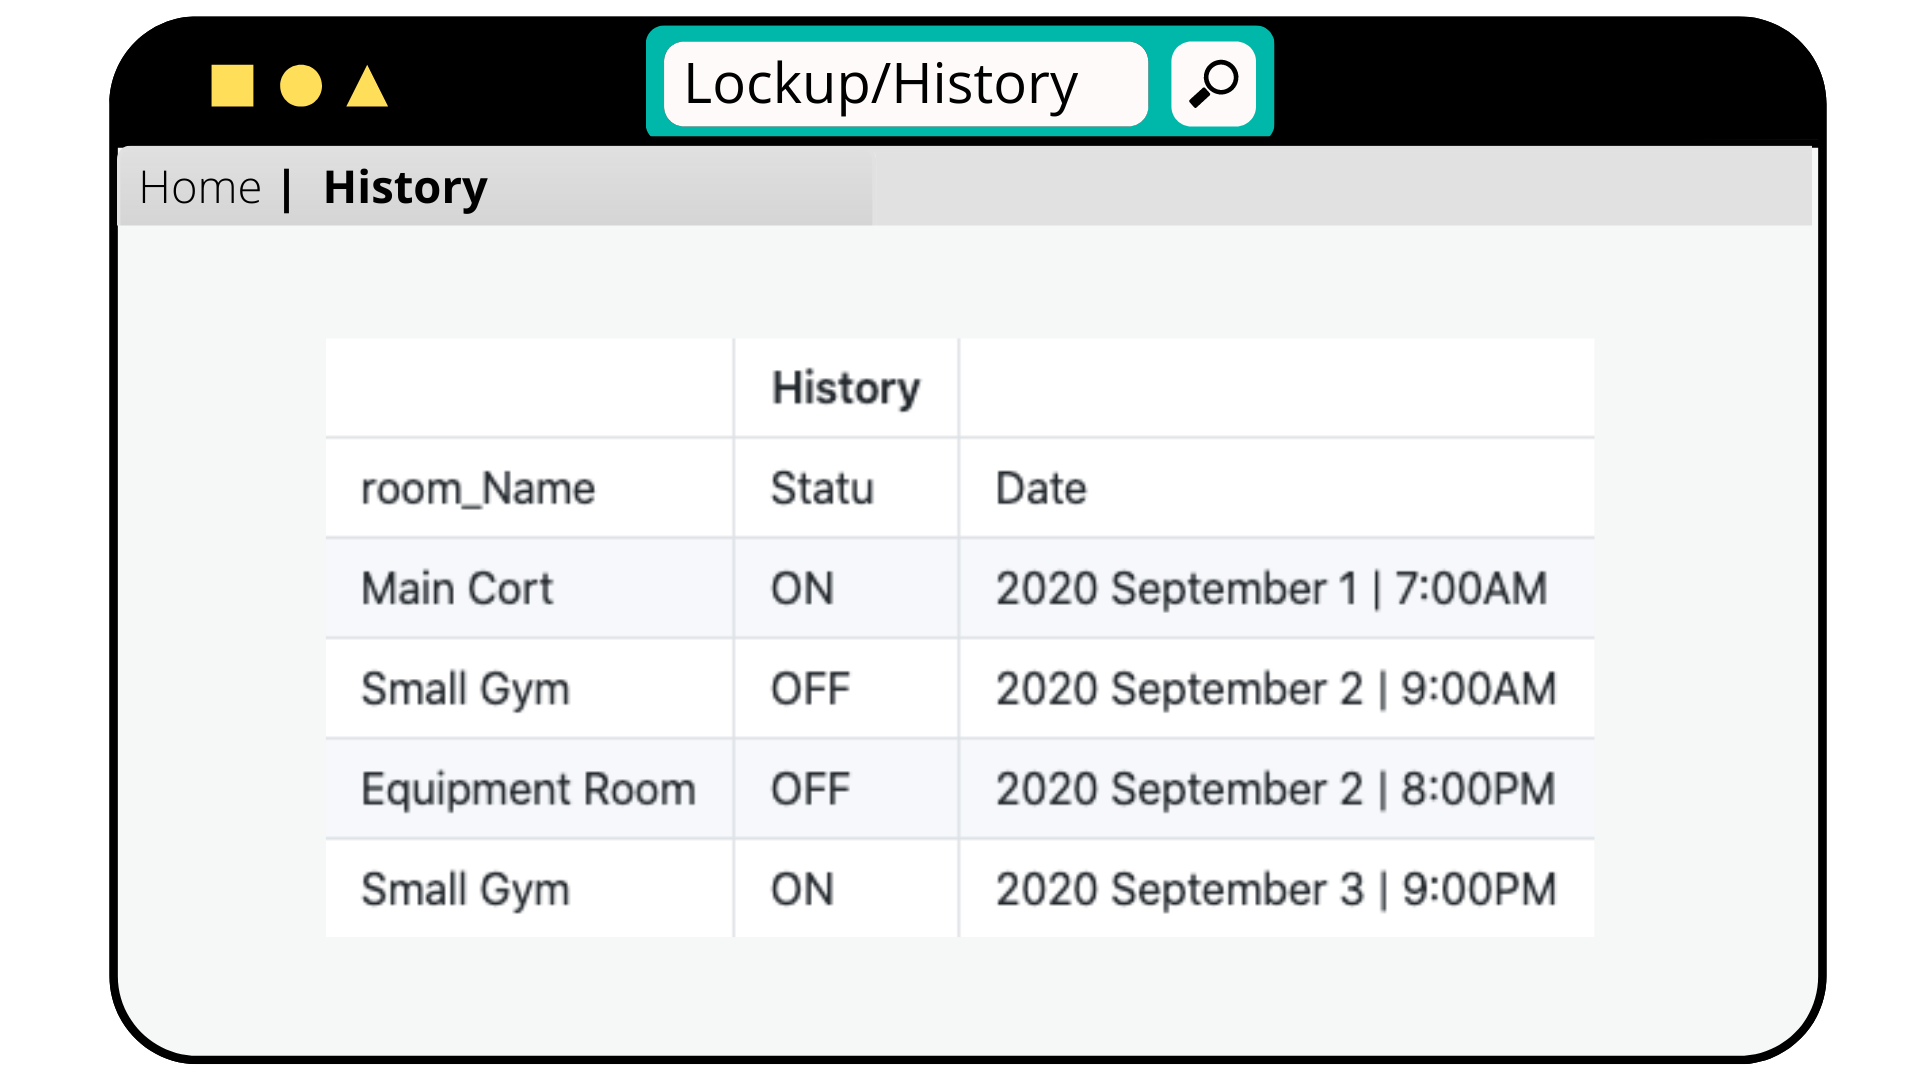 Lockup/History
Home | History
History
room_Name Statu Date
Main Cort ON 2020 September 1 | 7:00AM
Small Gym OFF 2020 September 2 | 9:00AM
Equipment Room OFF 2020 September 2 | 8:00PM
Small Gym ON 2020 September 3 | 9:00PM